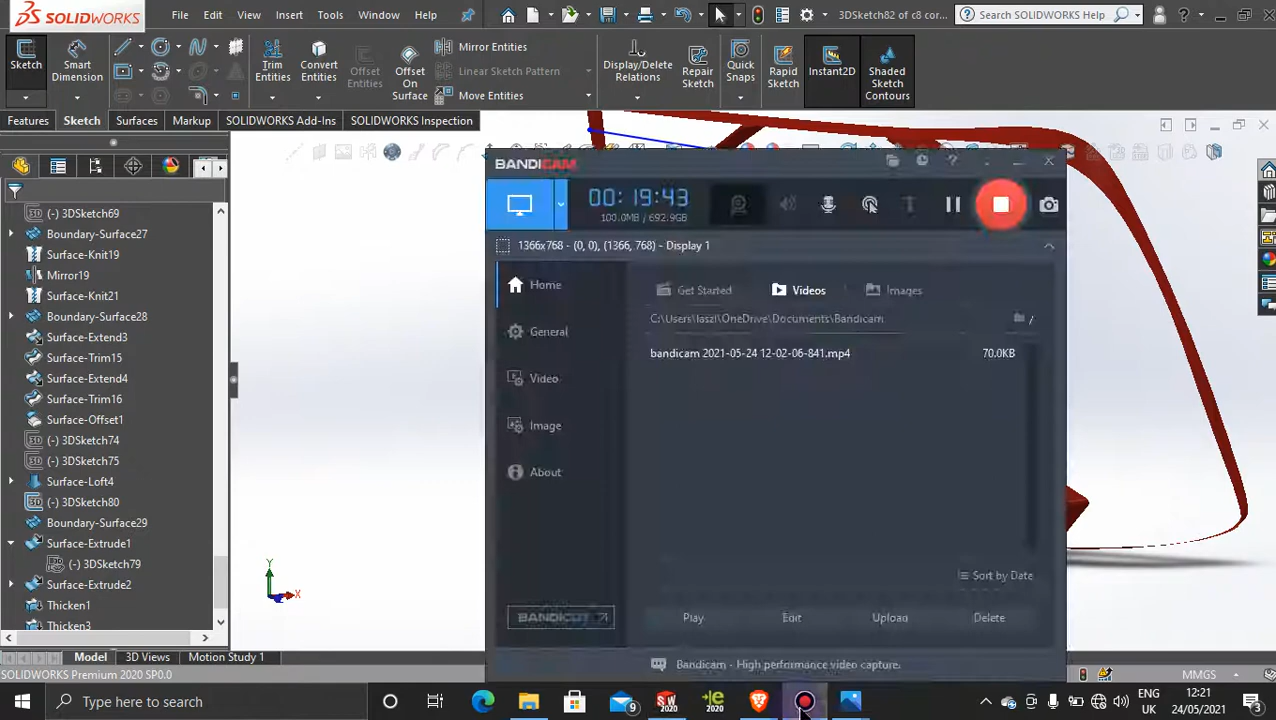 SOLIDWORKS File Edit View Insert Tools Window 3DSketch82 of c8 cor... Search SOLIDWORKS Help
Sketch Smart Dimension Trim Entities Convert Entities Offset Entities Offset On Surface Mirror Entities Linear Sketch Pattern Move Entities Display/Delete Relations Repair Sketch Quick Snaps Rapid Sketch Instant2D Shaded Sketch Contours
Features Sketch Surfaces Markup SOLIDWORKS Add-Ins SOLIDWORKS Inspection
(-) 3DSketch69
Boundary-Surface27
Surface-Knit19
Mirror19
Surface-Knit21
Boundary-Surface28
Surface-Extend3
Surface-Trim15
Surface-Extend4
Surface-Trim16
Surface-Offset1
(-) 3DSketch74
(-) 3DSketch75
Surface-Loft4
(-) 3DSketch80
Boundary-Surface29
Surface-Extrude1
(-) 3DSketch79
Surface-Extrude2
Thicken1
Thicken3
BANDICAM
00:19:43
100.0MB / 692.9GB
1366x768 - (0, 0), (1366, 768) - Display 1
Home
General
Video
Image
About
Get Started Videos Images
C:\Users\laszl\OneDrive\Documents\Bandicam
bandicam 2021-05-24 12-02-06-841.mp4 70.0KB
Sort by Date
BANDICUT
Play Edit Upload Delete
Bandicam - High performance video capture.
Y
X
Model 3D Views Motion Study 1
SOLIDWORKS Premium 2020 SP0.0
MMGS
Type here to search
9
SW 2020
e 2020
ENG
UK
12:21
24/05/2021